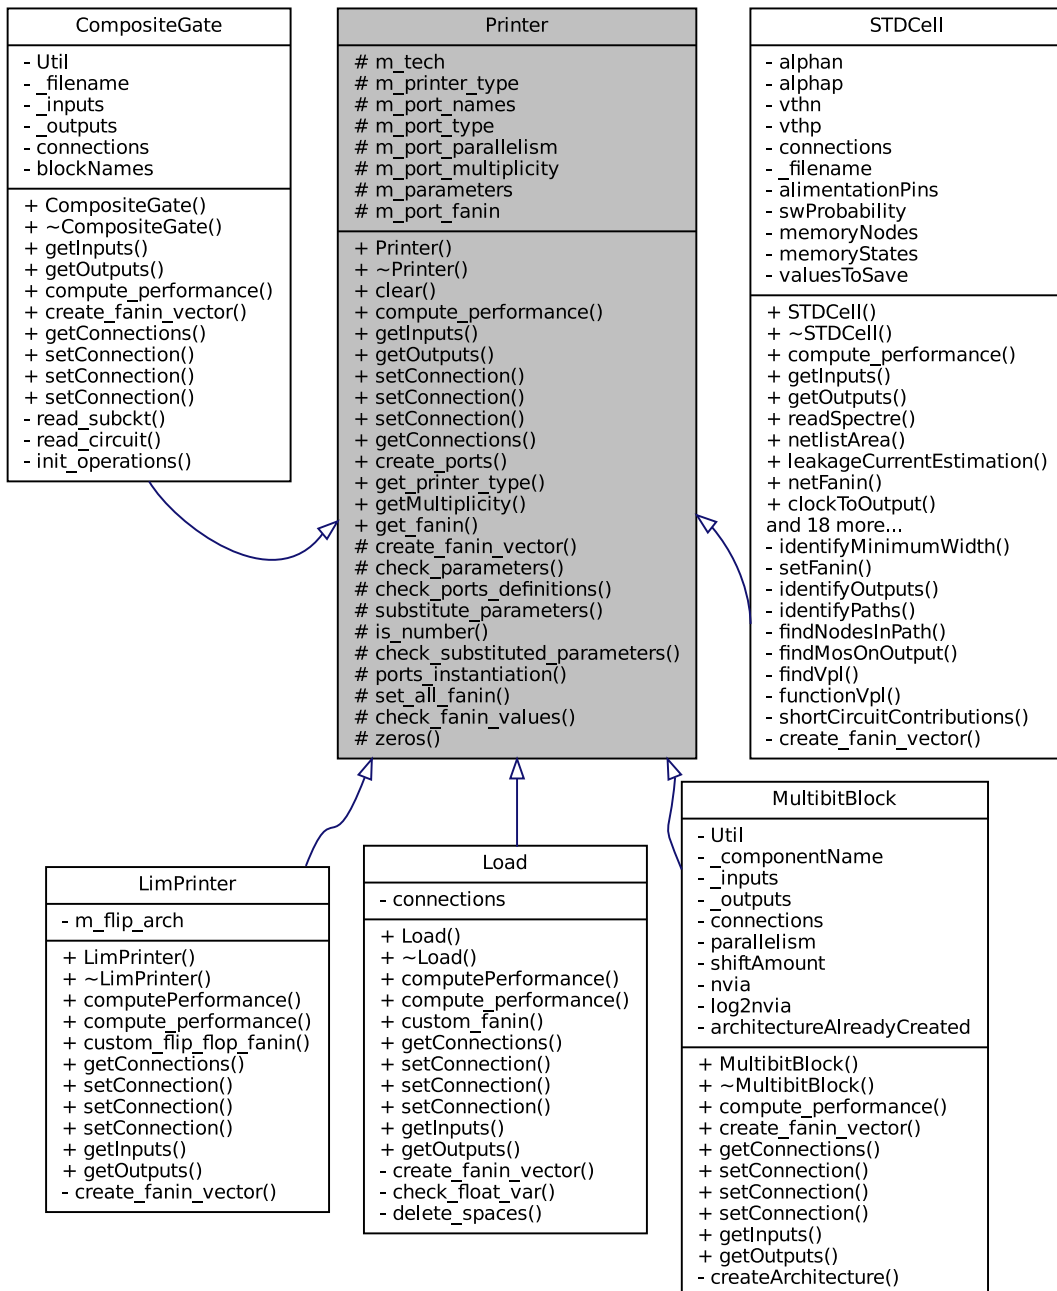 CompositeGate
- Util
- _filename
- _inputs
- _outputs
- connections
- blockNames
+ CompositeGate()
+ ~CompositeGate()
+ getInputs()
+ getOutputs()
+ compute_performance()
+ create_fanin_vector()
+ getConnections()
+ setConnection()
+ setConnection()
+ setConnection()
- read_subckt()
- read_circuit()
- init_operations()
Printer
# m_tech
# m_printer_type
# m_port_names
# m_port_type
# m_port_parallelism
# m_port_multiplicity
# m_parameters
# m_port_fanin
+ Printer()
+ ~Printer()
+ clear()
+ compute_performance()
+ getInputs()
+ getOutputs()
+ setConnection()
+ setConnection()
+ setConnection()
+ getConnections()
+ create_ports()
+ get_printer_type()
+ getMultiplicity()
+ get_fanin()
# create_fanin_vector()
# check_parameters()
# check_ports_definitions()
# substitute_parameters()
# is_number()
# check_substituted_parameters()
# ports_instantiation()
# set_all_fanin()
# check_fanin_values()
# zeros()
STDCell
- alphan
- alphap
- vthn
- vthp
- connections
- _filename
- alimentationPins
- swProbability
- memoryNodes
- memoryStates
- valuesToSave
+ STDCell()
+ ~STDCell()
+ compute_performance()
+ getInputs()
+ getOutputs()
+ readSpectre()
+ netlistArea()
+ leakageCurrentEstimation()
+ netFanin()
+ clockToOutput()
and 18 more...
- identifyMinimumWidth()
- setFanin()
- identifyOutputs()
- identifyPaths()
- findNodesInPath()
- findMosOnOutput()
- findVpl()
- functionVpl()
- shortCircuitContributions()
- create_fanin_vector()
LimPrinter
- m_flip_arch
+ LimPrinter()
+ ~LimPrinter()
+ computePerformance()
+ compute_performance()
+ custom_flip_flop_fanin()
+ getConnections()
+ setConnection()
+ setConnection()
+ setConnection()
+ getInputs()
+ getOutputs()
- create_fanin_vector()
Load
- connections
+ Load()
+ ~Load()
+ computePerformance()
+ compute_performance()
+ custom_fanin()
+ getConnections()
+ setConnection()
+ setConnection()
+ setConnection()
+ getInputs()
+ getOutputs()
- create_fanin_vector()
- check_float_var()
- delete_spaces()
MultibitBlock
- Util
- _componentName
- _inputs
- _outputs
- connections
- parallelism
- shiftAmount
- nvia
- log2nvia
- architectureAlreadyCreated
+ MultibitBlock()
+ ~MultibitBlock()
+ compute_performance()
+ create_fanin_vector()
+ getConnections()
+ setConnection()
+ setConnection()
+ setConnection()
+ getInputs()
+ getOutputs()
- createArchitecture()